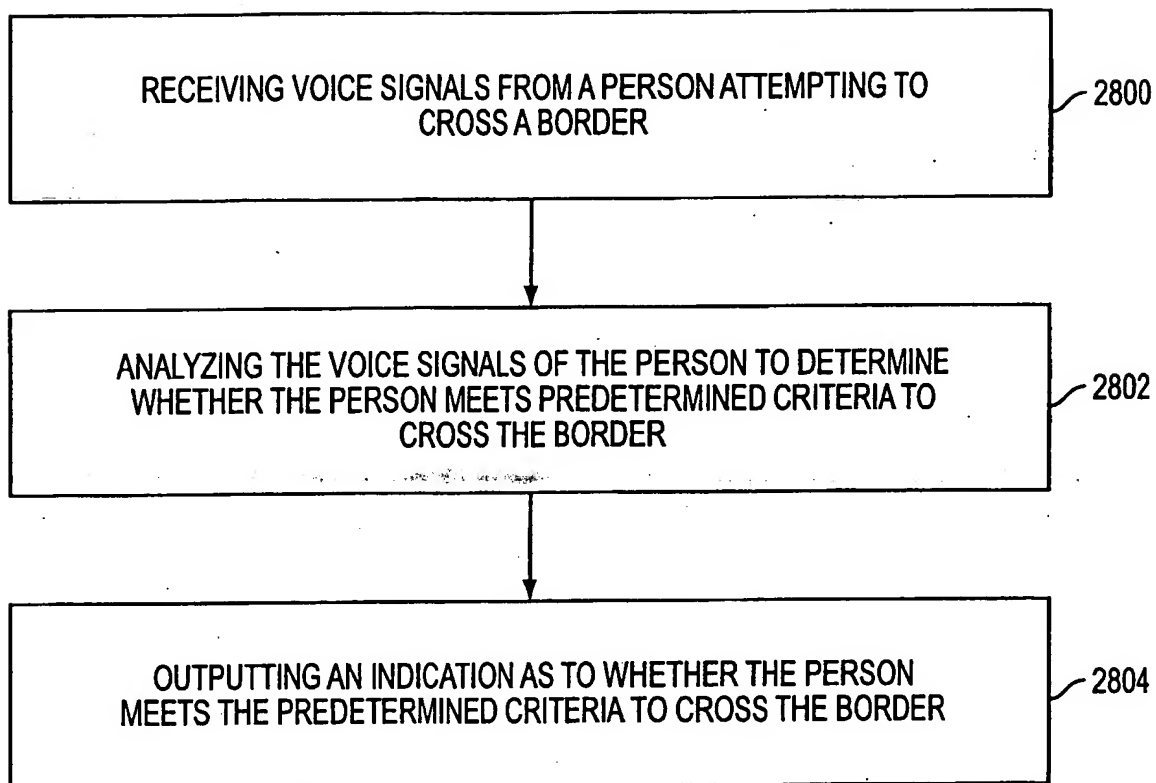 RECEIVING VOICE SIGNALS FROM A PERSON ATTEMPTING TO
CROSS A BORDER
2800
ANALYZING THE VOICE SIGNALS OF THE PERSON TO DETERMINE
WHETHER THE PERSON MEETS PREDETERMINED CRITERIA TO
CROSS THE BORDER
2802
OUTPUTTING AN INDICATION AS TO WHETHER THE PERSON
MEETS THE PREDETERMINED CRITERIA TO CROSS THE BORDER
2804